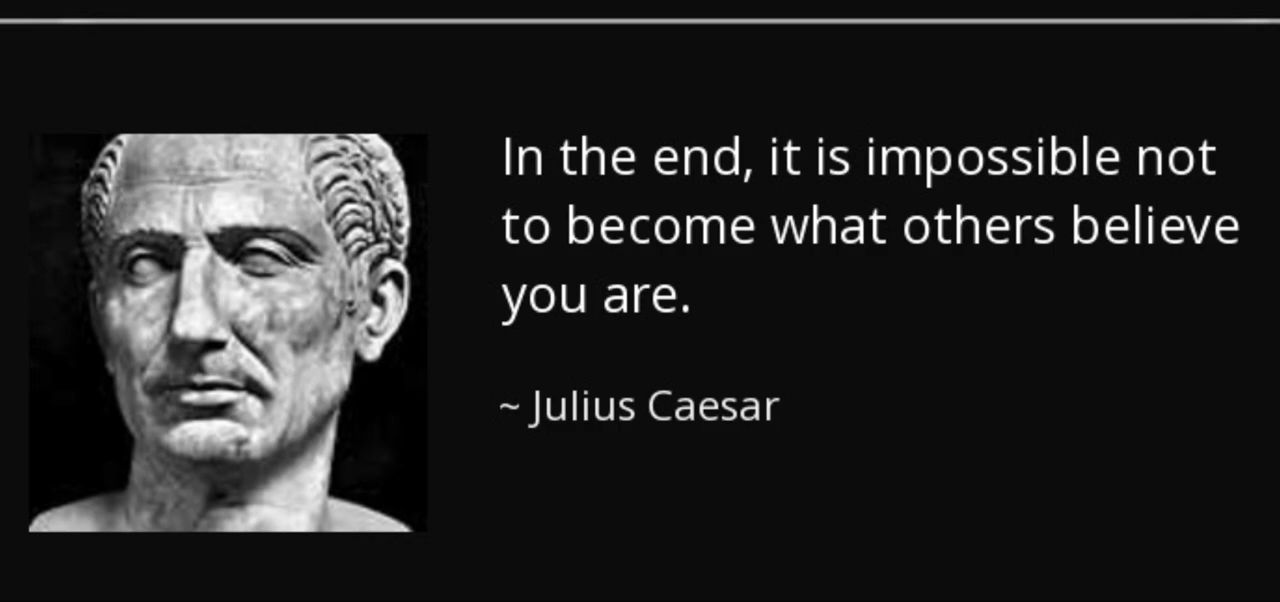 In the end, it is impossible not
to become what others believe
you are.
~ Julius Caesar